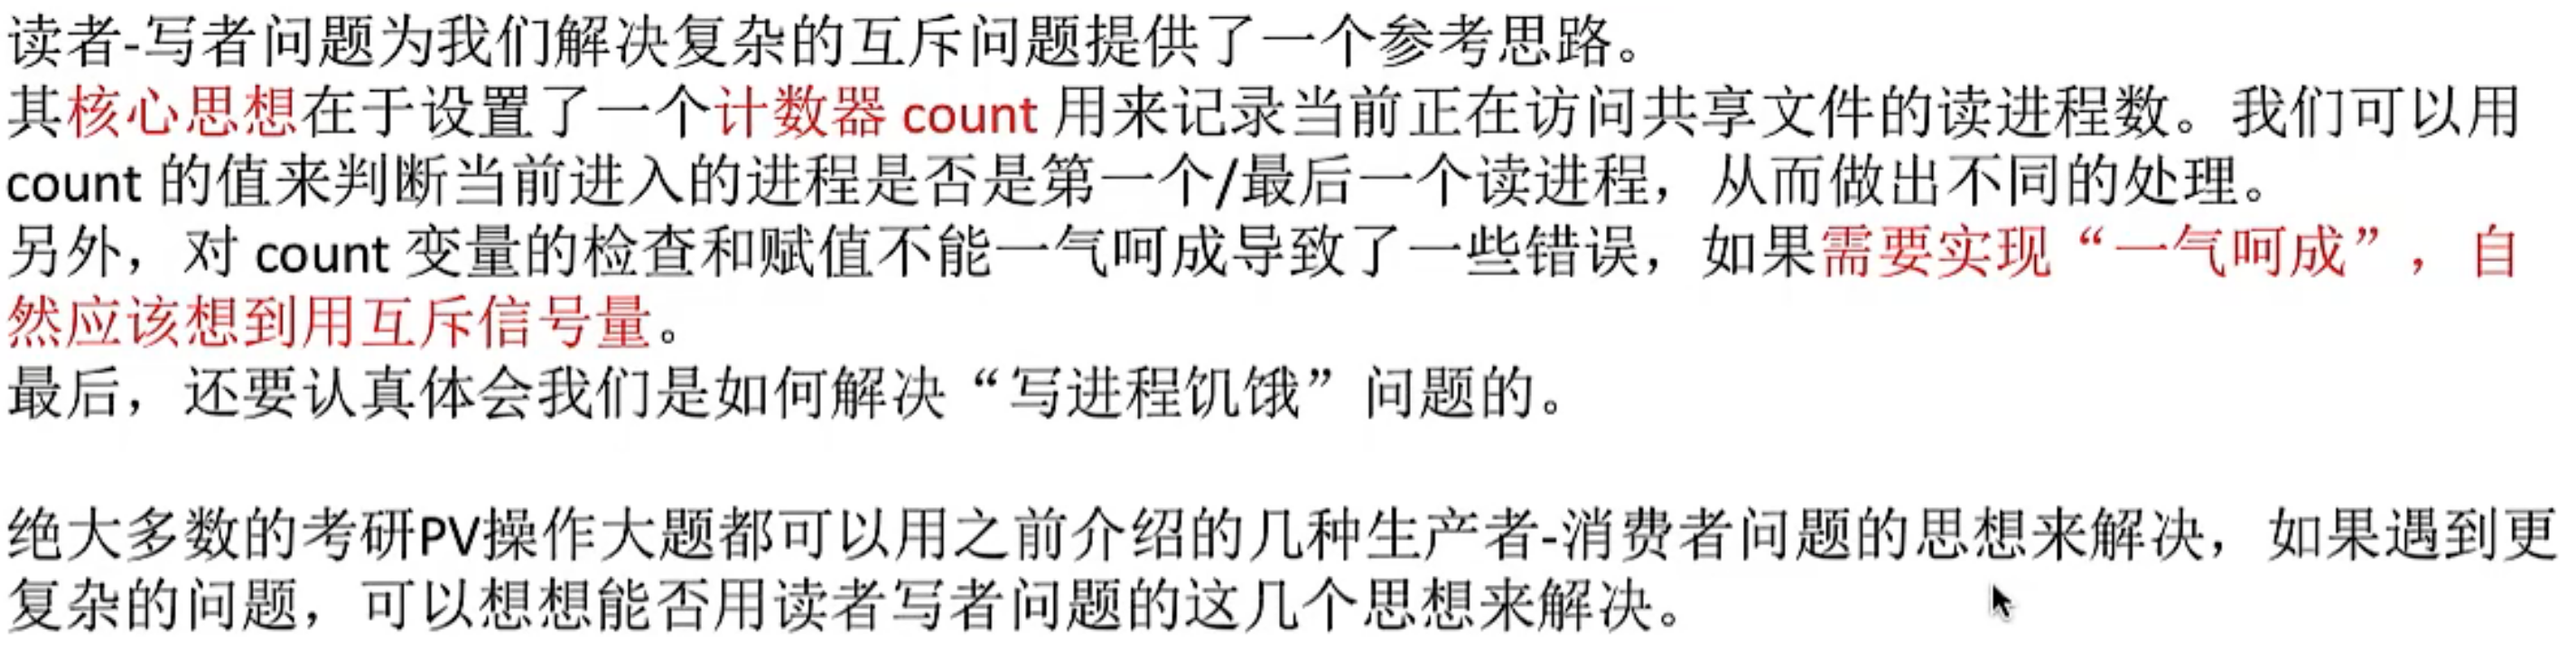 读者-写者问题为我们解决复杂的互斥问题提供了一个参考思路。
其核心思想在于设置了一个计数器 count 用来记录当前正在访问共享文件的读进程数。我们可以用
count 的值来判断当前进入的进程是否是第一个/最后一个读进程，从而做出不同的处理。
另外，对 count 变量的检查和赋值不能一气呵成导致了一些错误，如果需要实现“一气呵成”，自
然应该想到用互斥信号量。
最后，还要认真体会我们是如何解决“写进程饥饿”问题的。
绝大多数的考研PV操作大题都可以用之前介绍的几种生产者-消费者问题的思想来解决，如果遇到更
复杂的问题，可以想想能否用读者写者问题的这几个思想来解决。